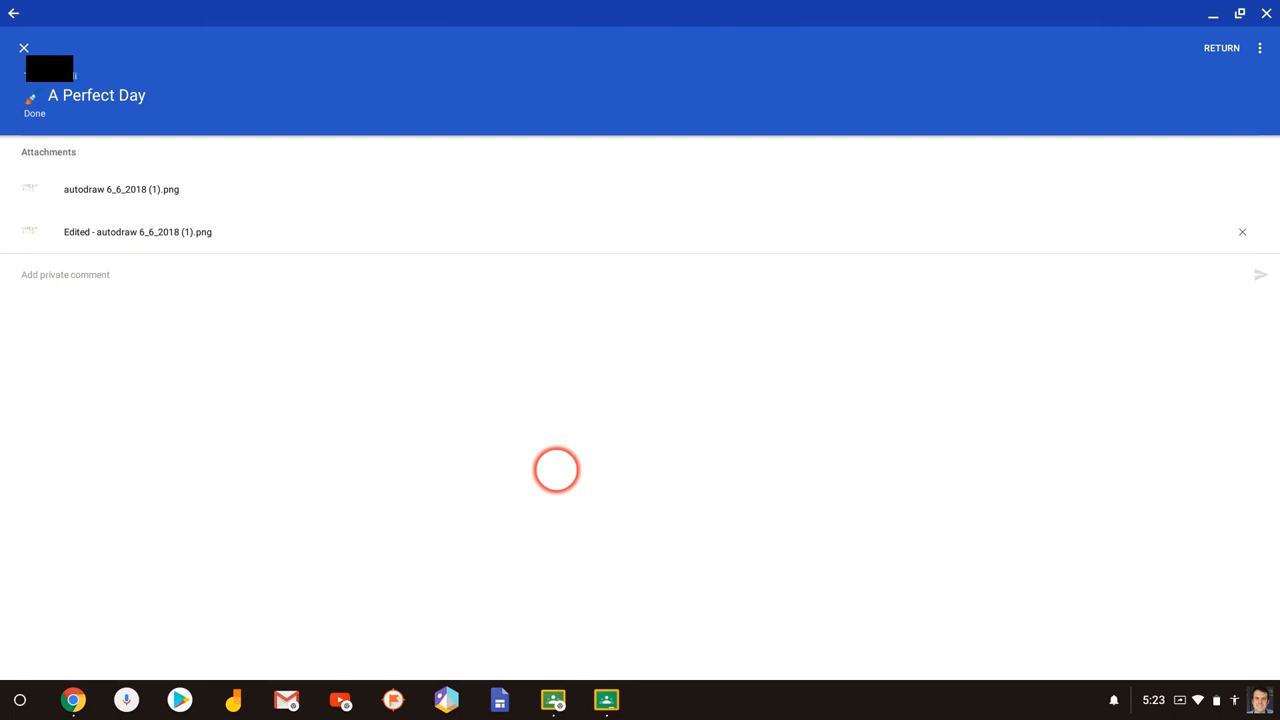 RETURN
A Perfect Day
Done
Attachments
autodraw 6_6_2018 (1).png
Edited - autodraw 6_6_2018 (1).png
Add private comment
5:23